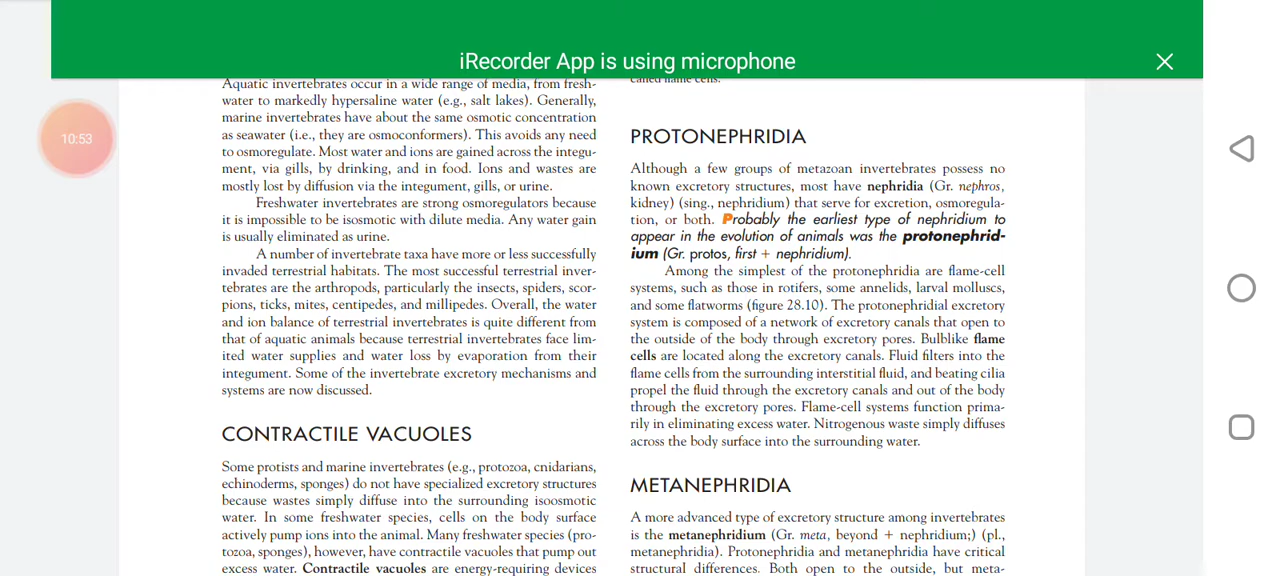 iRecorder App is using microphone
10:53
Aquatic invertebrates occur in a wide range of media, from fresh-
water to markedly hypersaline water (e.g., salt lakes). Generally,
marine invertebrates have about the same osmotic concentration
as seawater (i.e., they are osmoconformers). This avoids any need
to osmoregulate. Most water and ions are gained across the integu-
ment, via gills, by drinking, and in food. Ions and wastes are
mostly lost by diffusion via the integument, gills, or urine.
Freshwater invertebrates are strong osmoregulators because
it is impossible to be isosmotic with dilute media. Any water gain
is usually eliminated as urine.
A number of invertebrate taxa have more or less successfully
invaded terrestrial habitats. The most successful terrestrial inver-
tebrates are the arthropods, particularly the insects, spiders, scor-
pions, ticks, mites, centipedes, and millipedes. Overall, the water
and ion balance of terrestrial invertebrates is quite different from
that of aquatic animals because terrestrial invertebrates face lim-
ited water supplies and water loss by evaporation from their
integument. Some of the invertebrate excretory mechanisms and
systems are now discussed.
CONTRACTILE VACUOLES
Some protists and marine invertebrates (e.g., protozoa, cnidarians,
echinoderms, sponges) do not have specialized excretory structures
because wastes simply diffuse into the surrounding isoosmotic
water. In some freshwater species, cells on the body surface
actively pump ions into the animal. Many freshwater species (pro-
tozoa, sponges), however, have contractile vacuoles that pump out
excess water. Contractile vacuoles are energy-requiring devices
called flame cells.
PROTONEPHRIDIA
Although a few groups of metazoan invertebrates possess no
known excretory structures, most have nephridia (Gr. nephros,
kidney) (sing., nephridium) that serve for excretion, osmoregula-
tion, or both. Probably the earliest type of nephridium to
appear in the evolution of animals was the protonephrid-
ium (Gr. protos, first + nephridium).
Among the simplest of the protonephridia are flame-cell
systems, such as those in rotifers, some annelids, larval molluscs,
and some flatworms (figure 28.10). The protonephridial excretory
system is composed of a network of excretory canals that open to
the outside of the body through excretory pores. Bulblike flame
cells are located along the excretory canals. Fluid filters into the
flame cells from the surrounding interstitial fluid, and beating cilia
propel the fluid through the excretory canals and out of the body
through the excretory pores. Flame-cell systems function prima-
rily in eliminating excess water. Nitrogenous waste simply diffuses
across the body surface into the surrounding water.
METANEPHRIDIA
A more advanced type of excretory structure among invertebrates
is the metanephridium (Gr. meta, beyond + nephridium;) (pl.,
metanephridia). Protonephridia and metanephridia have critical
structural differences. Both open to the outside, but meta-